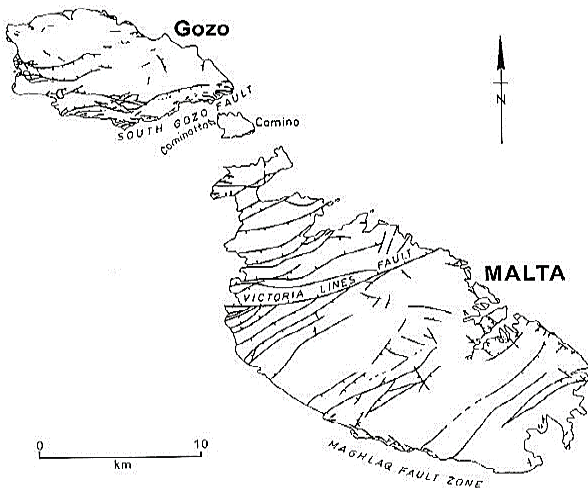 Gozo
SOUTH GOZO FAULT
Cominotto
Comino
N
VICTORIA LINES FAULT
MALTA
0 10
km
MAGHLAQ FAULT ZONE